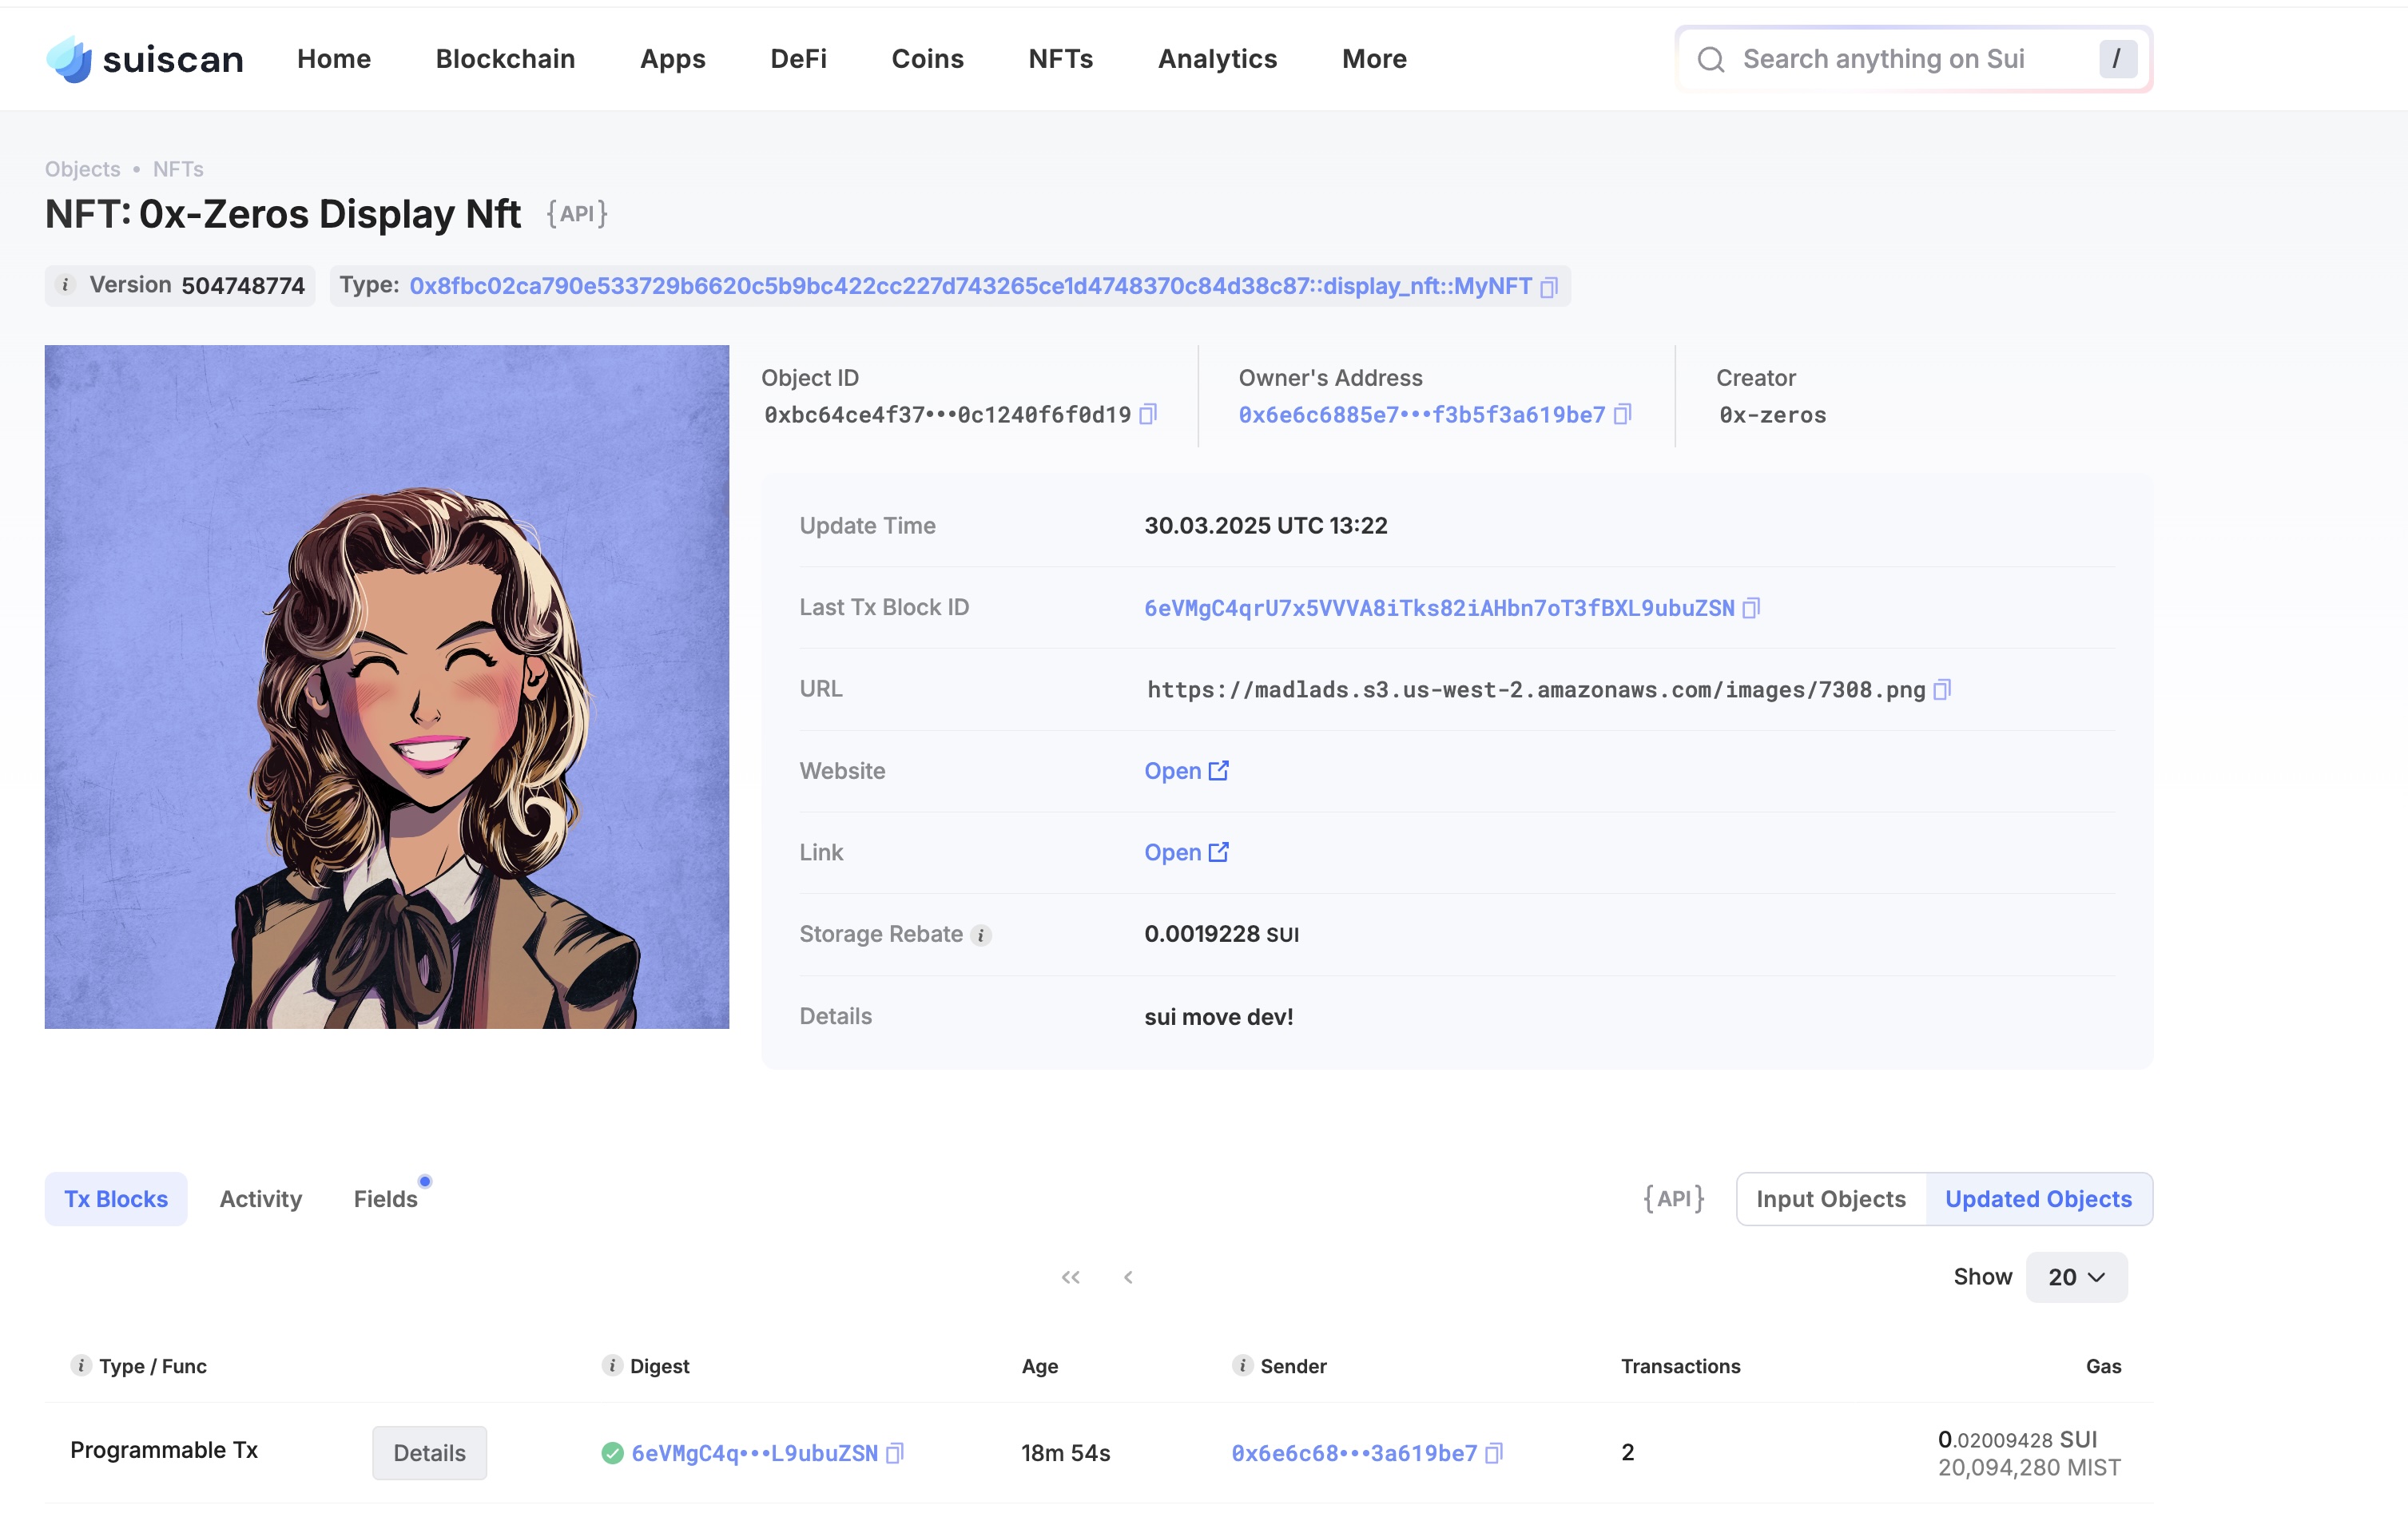 suiscan Home Blockchain Apps DeFi Coins NFTs Analytics More Search anything on Sui /
Objects • NFTs
NFT: 0x-Zeros Display Nft {API}
i Version 504748774 Type: 0x8fbc02ca790e533729b6620c5b9bc422cc227d743265ce1d4748370c84d38c87::display_nft::MyNFT
Object ID
0xbc64ce4f37•••0c1240f6f0d19
Owner's Address
0x6e6c6885e7•••f3b5f3a619be7
Creator
0x-zeros
Update Time 30.03.2025 UTC 13:22
Last Tx Block ID 6eVMgC4qrU7x5VVVA8iTks82iAHbn7oT3fBXL9ubuZSN
URL https://madlads.s3.us-west-2.amazonaws.com/images/7308.png
Website Open
Link Open
Storage Rebate i 0.0019228 SUI
Details sui move dev!
Tx Blocks Activity Fields {API} Input Objects Updated Objects
« ‹ Show 20
i Type / Func i Digest Age i Sender Transactions Gas
Programmable Tx Details 6eVMgC4q•••L9ubuZSN 18m 54s 0x6e6c68•••3a619be7 2 0.02009428 SUI
20,094,280 MIST